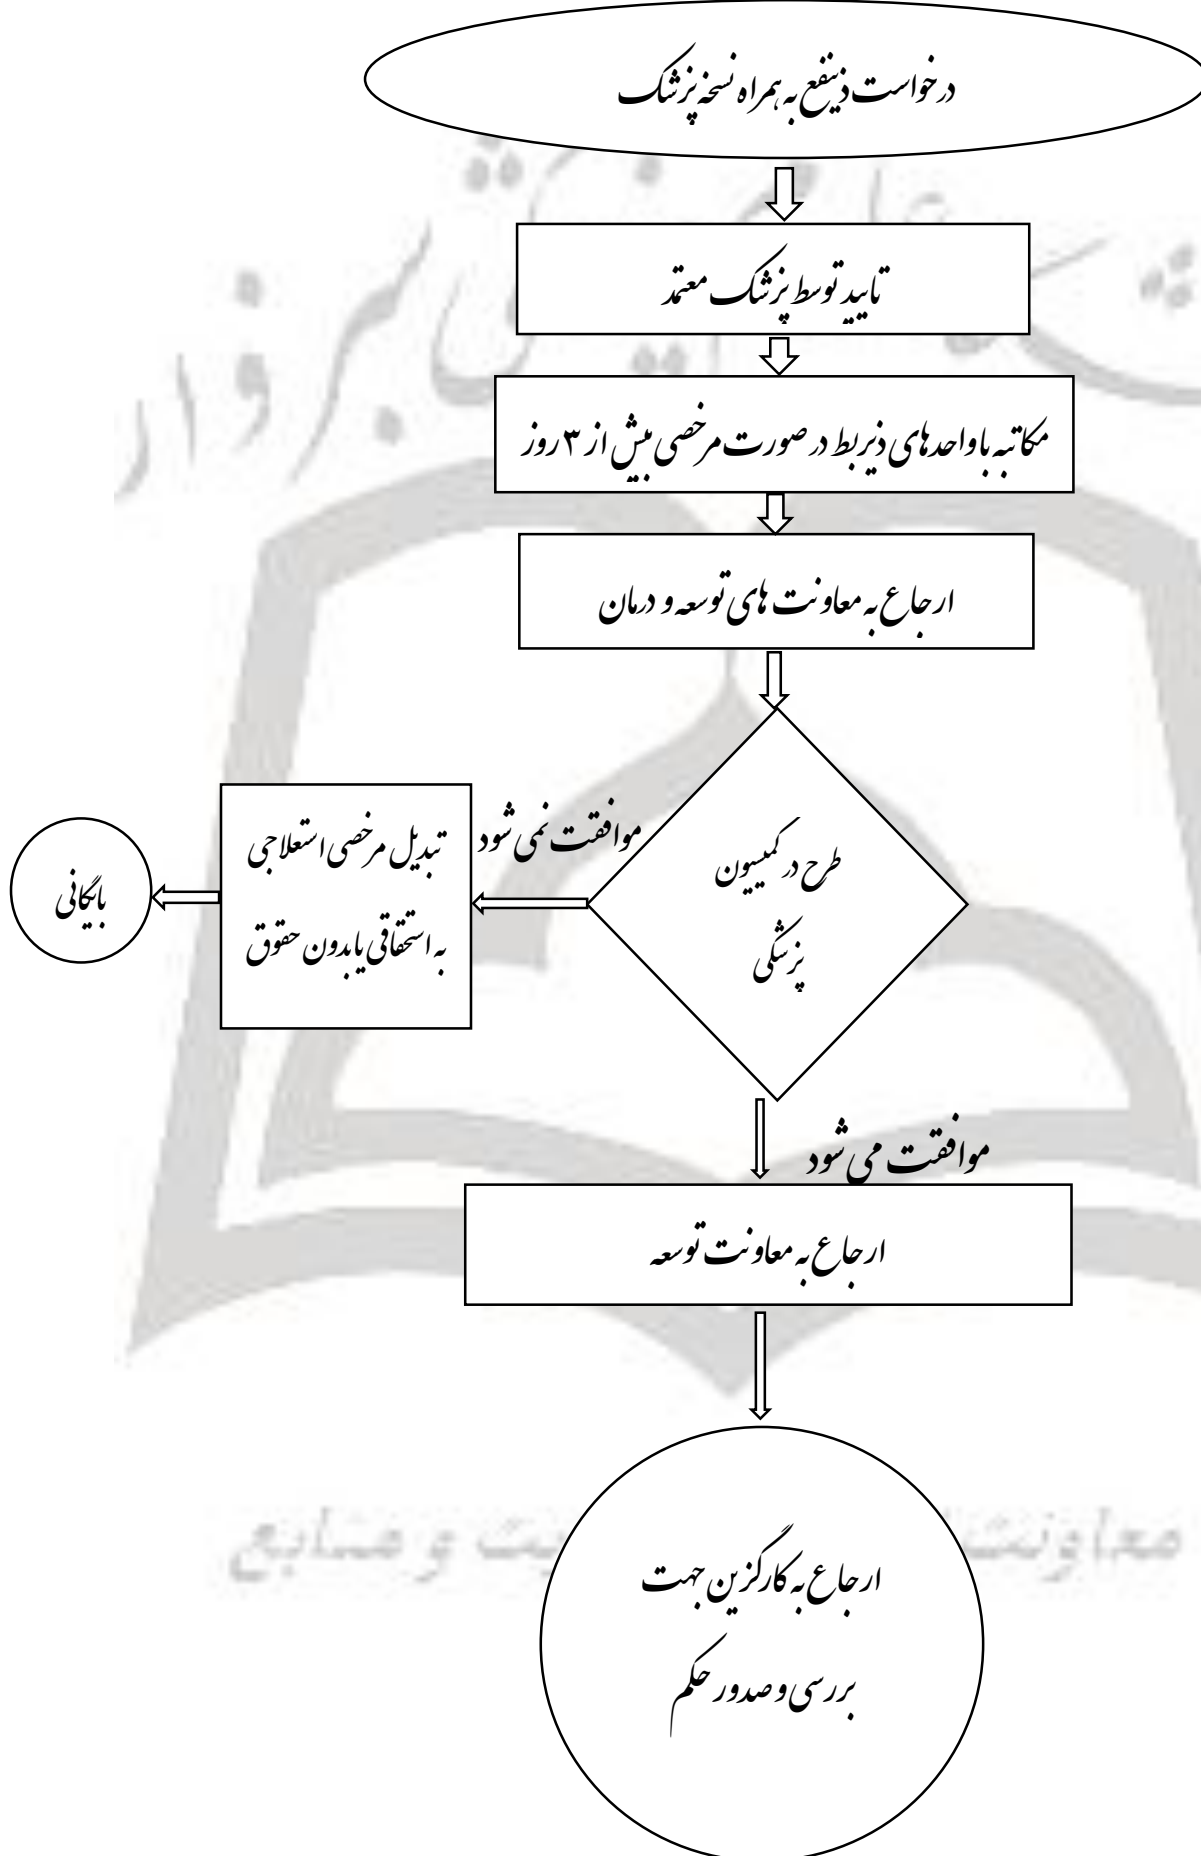 درخواست ذینفع به همراه نسخه پزشک
تایید توسط پزشک معتمد
مکاتبه با واحدهای ذیربط در صورت مرخصی بیش از ۳ روز
ارجاع به معاونت های توسعه و درمان
طرح در کمیسیون
پزشکی
موافقت نمی شود
تبدیل مرخصی استعلاجی
به استحقاقی یا بدون حقوق
بایگانی
موافقت می شود
ارجاع به معاونت توسعه
ارجاع به کارگزین جهت
بررسی و صدور حکم
سبزوار
معاونت
و منابع